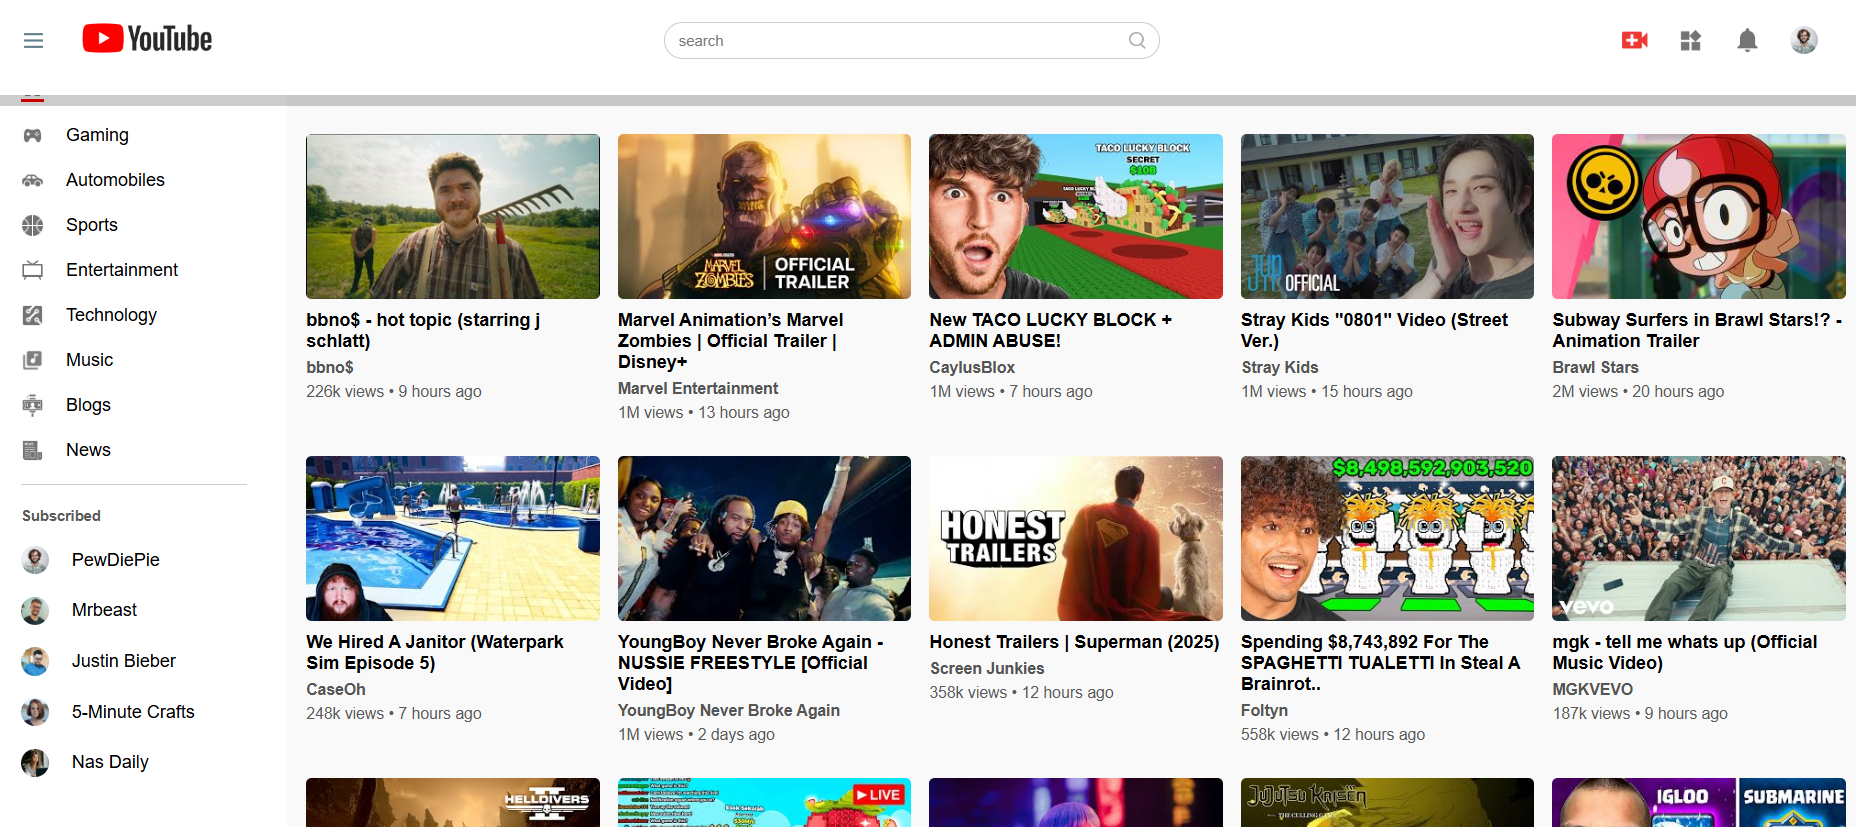 YouTube
search
Gaming
Automobiles
Sports
Entertainment
Technology
Music
Blogs
News
Subscribed
PewDiePie
Mrbeast
Justin Bieber
5-Minute Crafts
Nas Daily
bbno$ - hot topic (starring j
schlatt)
bbno$
226k views • 9 hours ago
MARVEL
ZOMBIES
OFFICIAL
TRAILER
Marvel Animation’s Marvel
Zombies | Official Trailer |
Disney+
Marvel Entertainment
1M views • 13 hours ago
TACO LUCKY BLOCK
SECRET
$10B
New TACO LUCKY BLOCK +
ADMIN ABUSE!
CaylusBlox
1M views • 7 hours ago
JYP OFFICIAL
Stray Kids "0801" Video (Street
Ver.)
Stray Kids
1M views • 15 hours ago
Subway Surfers in Brawl Stars!? -
Animation Trailer
Brawl Stars
2M views • 20 hours ago
We Hired A Janitor (Waterpark
Sim Episode 5)
CaseOh
248k views • 7 hours ago
YoungBoy Never Broke Again -
NUSSIE FREESTYLE [Official
Video]
YoungBoy Never Broke Again
1M views • 2 days ago
HONEST
TRAILERS
Honest Trailers | Superman (2025)
Screen Junkies
358k views • 12 hours ago
$8,498,592,903,520
Spending $8,743,892 For The
SPAGHETTI TUALETTI In Steal A
Brainrot..
Foltyn
558k views • 12 hours ago
vevo
mgk - tell me whats up (Official
Music Video)
MGKVEVO
187k views • 9 hours ago
HELLDIVERS
II
LIVE
JUJUTSU KAISEN
THE CULLING
IGLOO
SUBMARINE